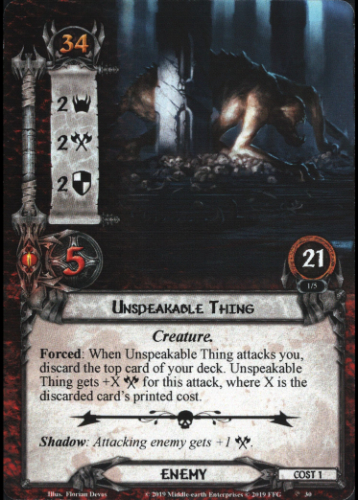 34
2
2
2
5
21
1/5
Unspeakable Thing
Creature.
Forced: When Unspeakable Thing attacks you,
discard the top card of your deck. Unspeakable
Thing gets +X for this attack, where X is the
discarded card's printed cost.
Shadow: Attacking enemy gets +1 .
ENEMY
COST 1
Illus. Florian Devos
© 2019 Middle-earth Enterprises © 2019 FFG
30